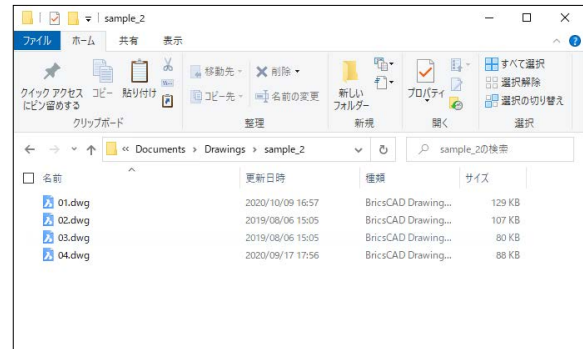 sample_2
ファイル ホーム 共有 表示
クイック アクセス
にピン留めする
コピー
貼り付け
移動先
コピー先
削除
名前の変更
新しい
フォルダー
プロパティ
すべて選択
選択解除
選択の切り替え
クリップボード 整理 新規 開く 選択
« Documents › Drawings › sample_2
sample_2の検索
名前 更新日時 種類 サイズ
01.dwg 2020/10/09 16:57 BricsCAD Drawing... 129 KB
02.dwg 2019/08/06 15:05 BricsCAD Drawing... 107 KB
03.dwg 2019/08/06 15:05 BricsCAD Drawing... 80 KB
04.dwg 2020/09/17 17:56 BricsCAD Drawing... 88 KB